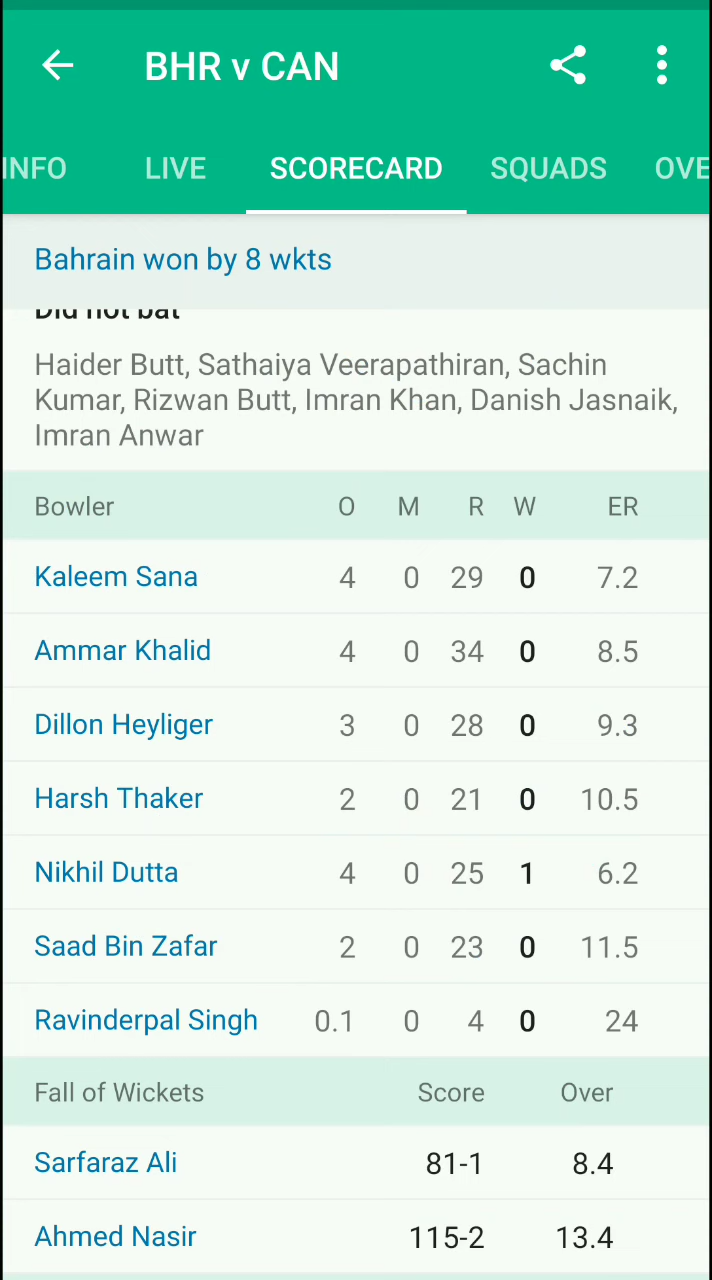 BHR v CAN
INFO LIVE SCORECARD SQUADS OVE
Bahrain won by 8 wkts
Did not bat
Haider Butt, Sathaiya Veerapathiran, Sachin
Kumar, Rizwan Butt, Imran Khan, Danish Jasnaik,
Imran Anwar
Bowler O M R W ER
Kaleem Sana 4 0 29 0 7.2
Ammar Khalid 4 0 34 0 8.5
Dillon Heyliger 3 0 28 0 9.3
Harsh Thaker 2 0 21 0 10.5
Nikhil Dutta 4 0 25 1 6.2
Saad Bin Zafar 2 0 23 0 11.5
Ravinderpal Singh 0.1 0 4 0 24
Fall of Wickets Score Over
Sarfaraz Ali 81-1 8.4
Ahmed Nasir 115-2 13.4